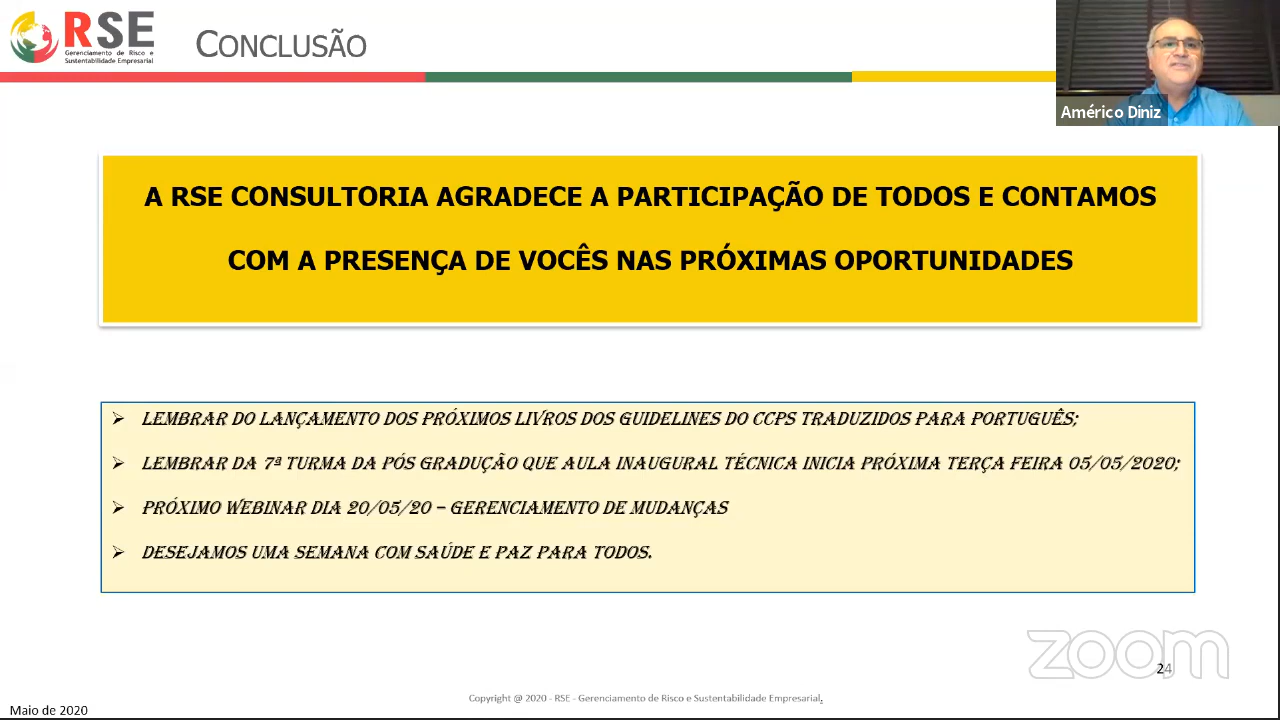 RSE
Gerenciamento de Risco e
Sustentabilidade Empresarial
CONCLUSÃO
Américo Diniz
A RSE CONSULTORIA AGRADECE A PARTICIPAÇÃO DE TODOS E CONTAMOS
COM A PRESENÇA DE VOCÊS NAS PRÓXIMAS OPORTUNIDADES
➢ LEMBRAR DO LANÇAMENTO DOS PRÓXIMOS LIVROS DOS GUIDELINES DO CCPS TRADUZIDOS PARA PORTUGUÊS;
➢ LEMBRAR DA 7ª TURMA DA PÓS GRADUÇÃO QUE AULA INAUGURAL TÉCNICA INICIA PRÓXIMA TERÇA FEIRA 05/05/2020;
➢ PRÓXIMO WEBINAR DIA 20/05/20 – GERENCIAMENTO DE MUDANÇAS
➢ DESEJAMOS UMA SEMANA COM SAÚDE E PAZ PARA TODOS.
zoom
24
Copyright @ 2020 - RSE - Gerenciamento de Risco e Sustentabilidade Empresarial.
Maio de 2020